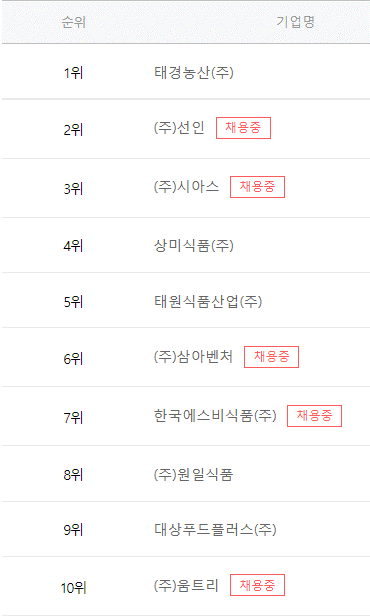 순위 기업명
1위 태경농산(주)
2위 (주)선인 채용중
3위 (주)시아스 채용중
4위 상미식품(주)
5위 태원식품산업(주)
6위 (주)삼아벤처 채용중
7위 한국에스비식품(주) 채용중
8위 (주)원일식품
9위 대상푸드플러스(주)
10위 (주)움트리 채용중